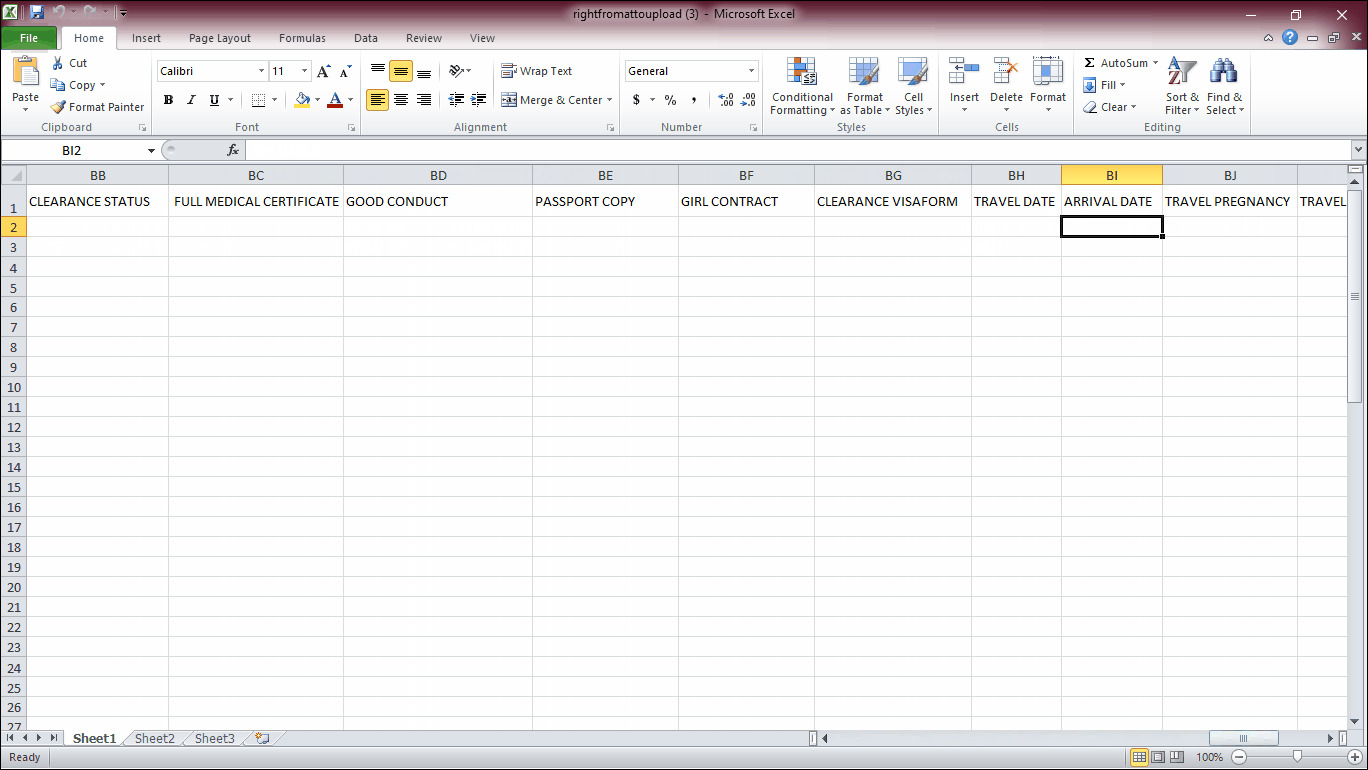 rightfromattoupload (3) - Microsoft Excel
File Home Insert Page Layout Formulas Data Review View
Paste Cut Copy Format Painter Clipboard
Calibri 11 A A B I U A Font
Wrap Text Merge & Center Alignment
General $ % , .0 .00 .00 .0 Number
Conditional Formatting Format as Table Cell Styles Styles
Insert Delete Format Cells
Σ AutoSum Fill Clear Sort & Filter Find & Select Editing
BI2 fx
BB BC BD BE BF BG BH BI BJ
1 CLEARANCE STATUS FULL MEDICAL CERTIFICATE GOOD CONDUCT PASSPORT COPY GIRL CONTRACT CLEARANCE VISAFORM TRAVEL DATE ARRIVAL DATE TRAVEL PREGNANCY TRAVEL
2
3
4
5
6
7
8
9
10
11
12
13
14
15
16
17
18
19
20
21
22
23
24
25
26
27
Sheet1 Sheet2 Sheet3
Ready 100%